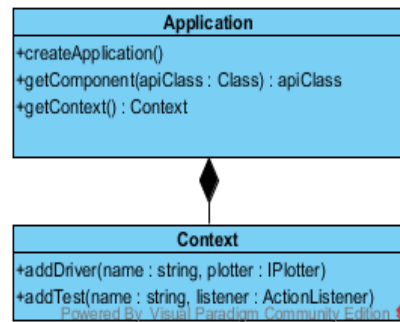 Application
+createApplication()
+getComponent(apiClass : Class) : apiClass
+getContext() : Context
Context
+addDriver(name : string, plotter : IPlotter)
+addTest(name : string, listener : ActionListener)
Powered By Visual Paradigm Community Edition